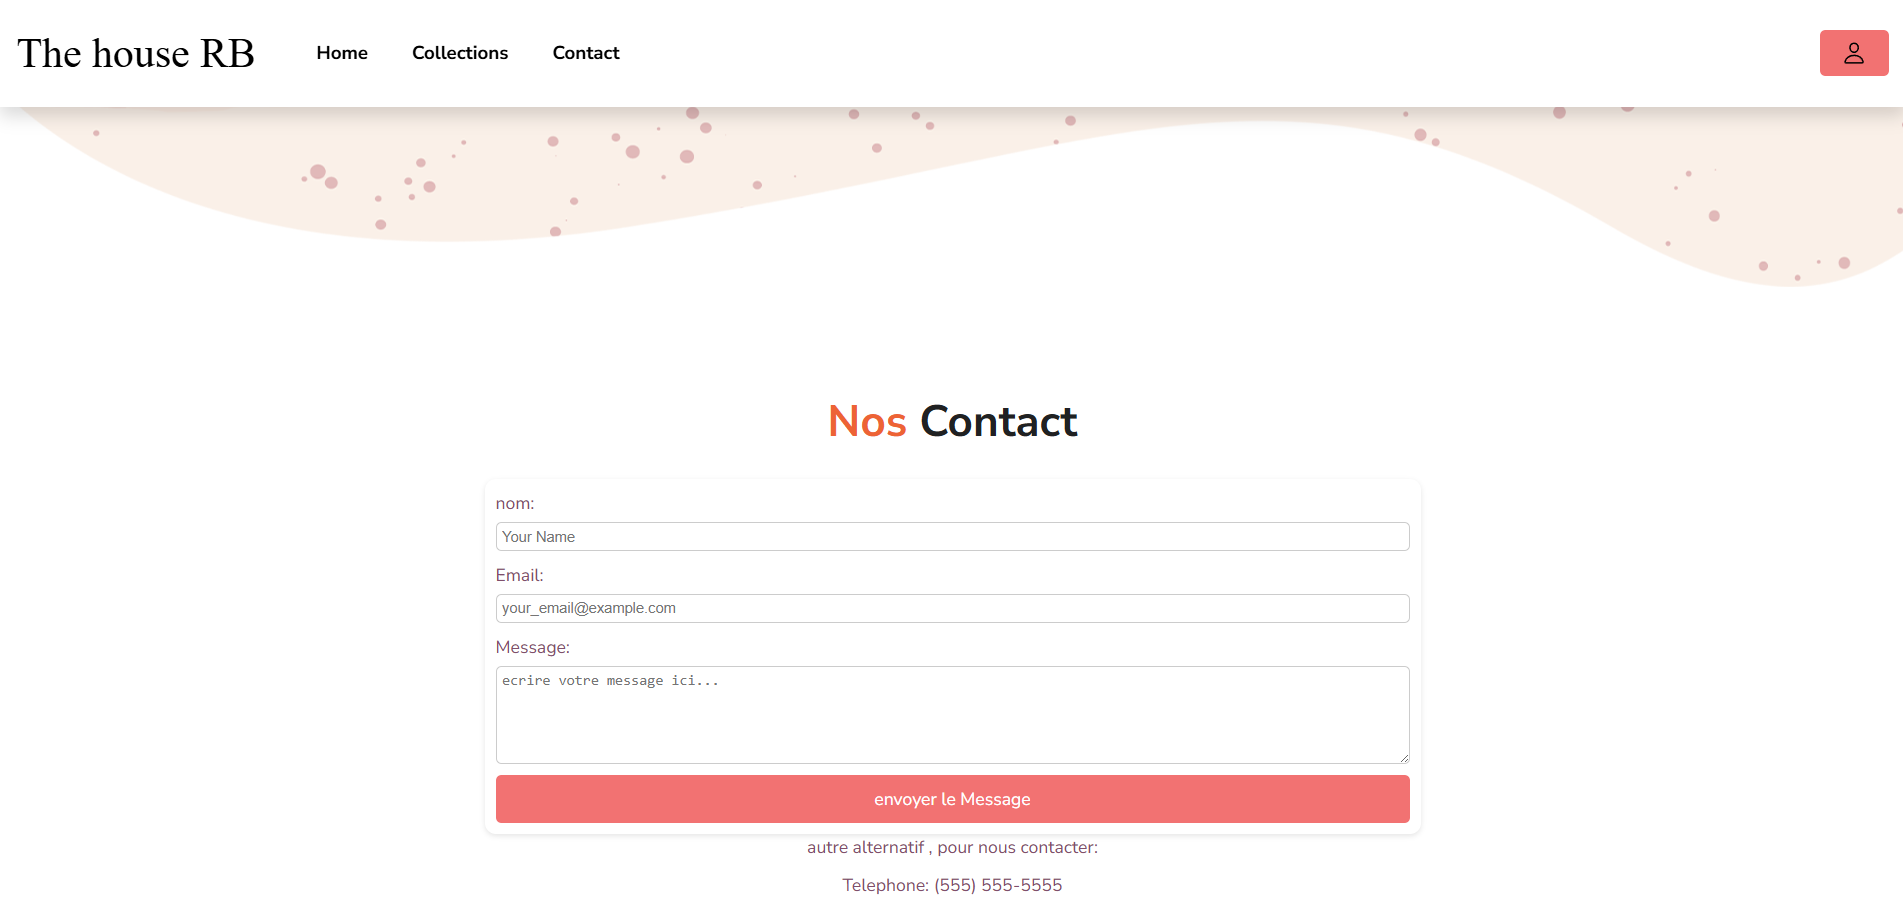 The house RB Home Collections Contact
Nos Contact
nom:
Your Name
Email:
your_email@example.com
Message:
ecrire votre message ici...
envoyer le Message
autre alternatif , pour nous contacter:
Telephone: (555) 555-5555